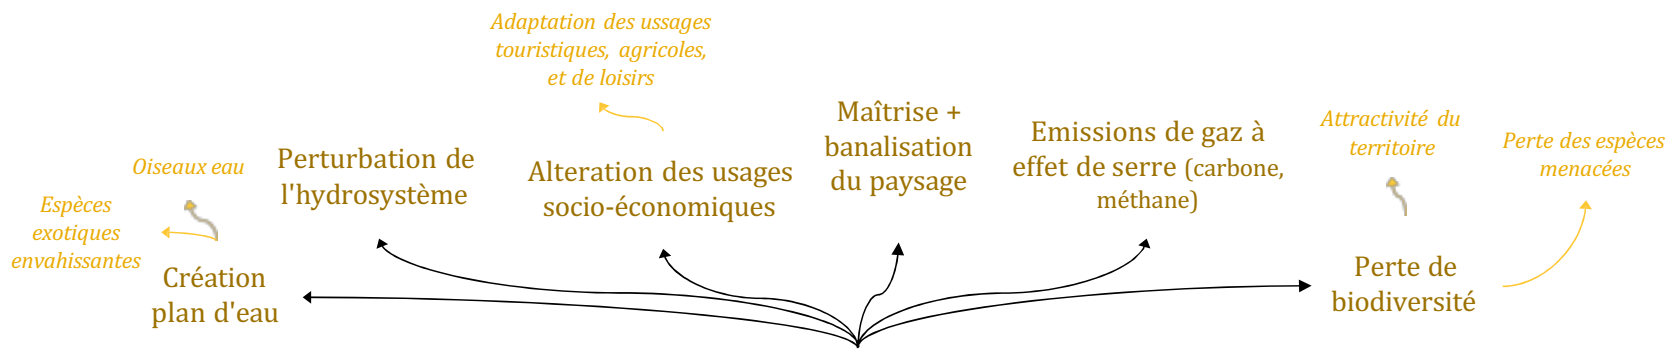 Adaptation des ussages
touristiques, agricoles,
et de loisirs
Oiseaux eau
Espèces
exotiques
envahissantes
Création
plan d'eau
Perturbation de
l'hydrosystème
Alteration des usages
socio-économiques
Maîtrise +
banalisation
du paysage
Emissions de gaz à
effet de serre (carbone,
méthane)
Attractivité du
territoire
Perte des espèces
menacées
Perte de
biodiversité